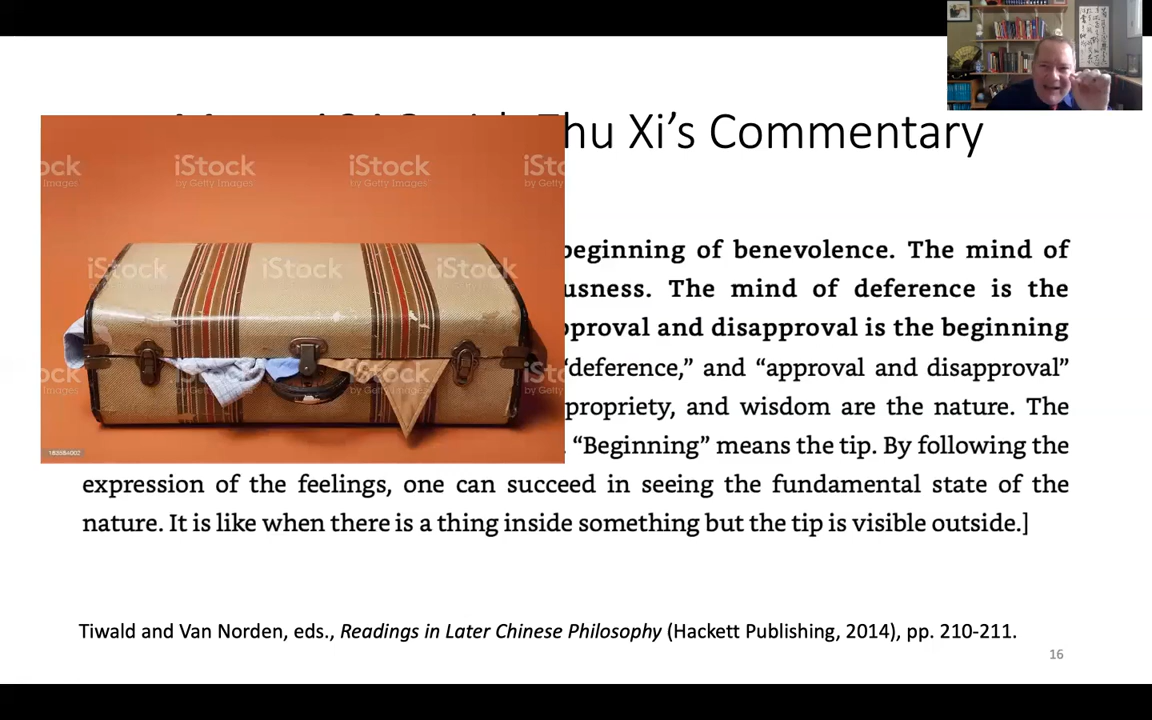 Zhu Xi's Commentary
iStock
by Getty Images
beginning of benevolence. The mind of
The mind of deference is the
approval and disapproval is the beginning
“deference,” and “approval and disapproval”
propriety, and wisdom are the nature. The
“Beginning” means the tip. By following the
expression of the feelings, one can succeed in seeing the fundamental state of the
nature. It is like when there is a thing inside something but the tip is visible outside.]
Tiwald and Van Norden, eds., Readings in Later Chinese Philosophy (Hackett Publishing, 2014), pp. 210-211.
16